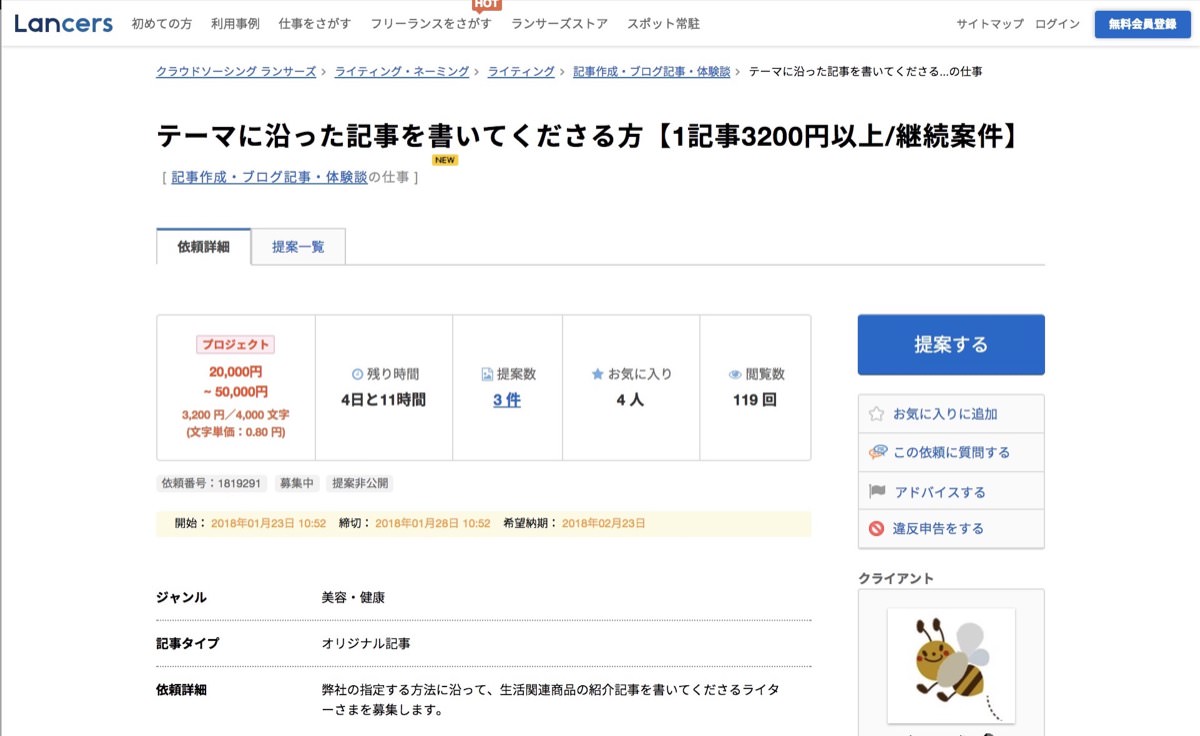 HOT
Lancers 初めての方 利用事例 仕事をさがす フリーランスをさがす ランサーズストア スポット常駐 サイトマップ ログイン 無料会員登録
クラウドソーシング ランサーズ › ライティング・ネーミング › ライティング › 記事作成・ブログ記事・体験談 › テーマに沿った記事を書いてくださる...の仕事
テーマに沿った記事を書いてくださる方【1記事3200円以上/継続案件】
NEW
[ 記事作成・ブログ記事・体験談の仕事 ]
依頼詳細 提案一覧
プロジェクト
20,000円
~ 50,000円
3,200 円／4,000 文字
(文字単価：0.80 円)
残り時間
4日と11時間
提案数
3 件
お気に入り
4 人
閲覧数
119 回
提案する
お気に入りに追加
この依頼に質問する
アドバイスする
違反申告をする
依頼番号：1819291 募集中 提案非公開
開始： 2018年01月23日 10:52 締切： 2018年01月28日 10:52 希望納期： 2018年02月23日
クライアント
ジャンル 美容・健康
記事タイプ オリジナル記事
依頼詳細 弊社の指定する方法に沿って、生活関連商品の紹介記事を書いてくださるライタ
ーさまを募集します。